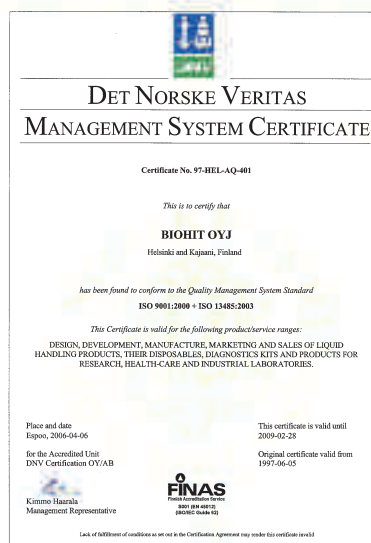 DET NORSKE VERITAS
MANAGEMENT SYSTEM CERTIFICATE
Certificate No. 97-HEL-AQ-401
This is to certify that
BIOHIT OYJ
Helsinki and Kajaani, Finland
has been found to conform to the Quality Management System Standard
ISO 9001:2000 + ISO 13485:2003
This Certificate is valid for the following product/service ranges:
DESIGN, DEVELOPMENT, MANUFACTURE, MARKETING AND SALES OF LIQUID
HANDLING PRODUCTS, THEIR DISPOSABLES, DIAGNOSTICS KITS AND PRODUCTS FOR
RESEARCH, HEALTH-CARE AND INDUSTRIAL LABORATORIES.
Place and date
Espoo, 2006-04-06
for the Accredited Unit
DNV Certification OY/AB
Kimmo Haarala
Management Representative
This certificate is valid until
2009-02-28
Original certificate valid from
1997-06-05
FINAS
Finnish Accreditation Service
S001 (EN 45012)
(ISO/IEC Guide 62)
Lack of fulfillment of conditions as set out in the Certification Agreement may render this certificate invalid